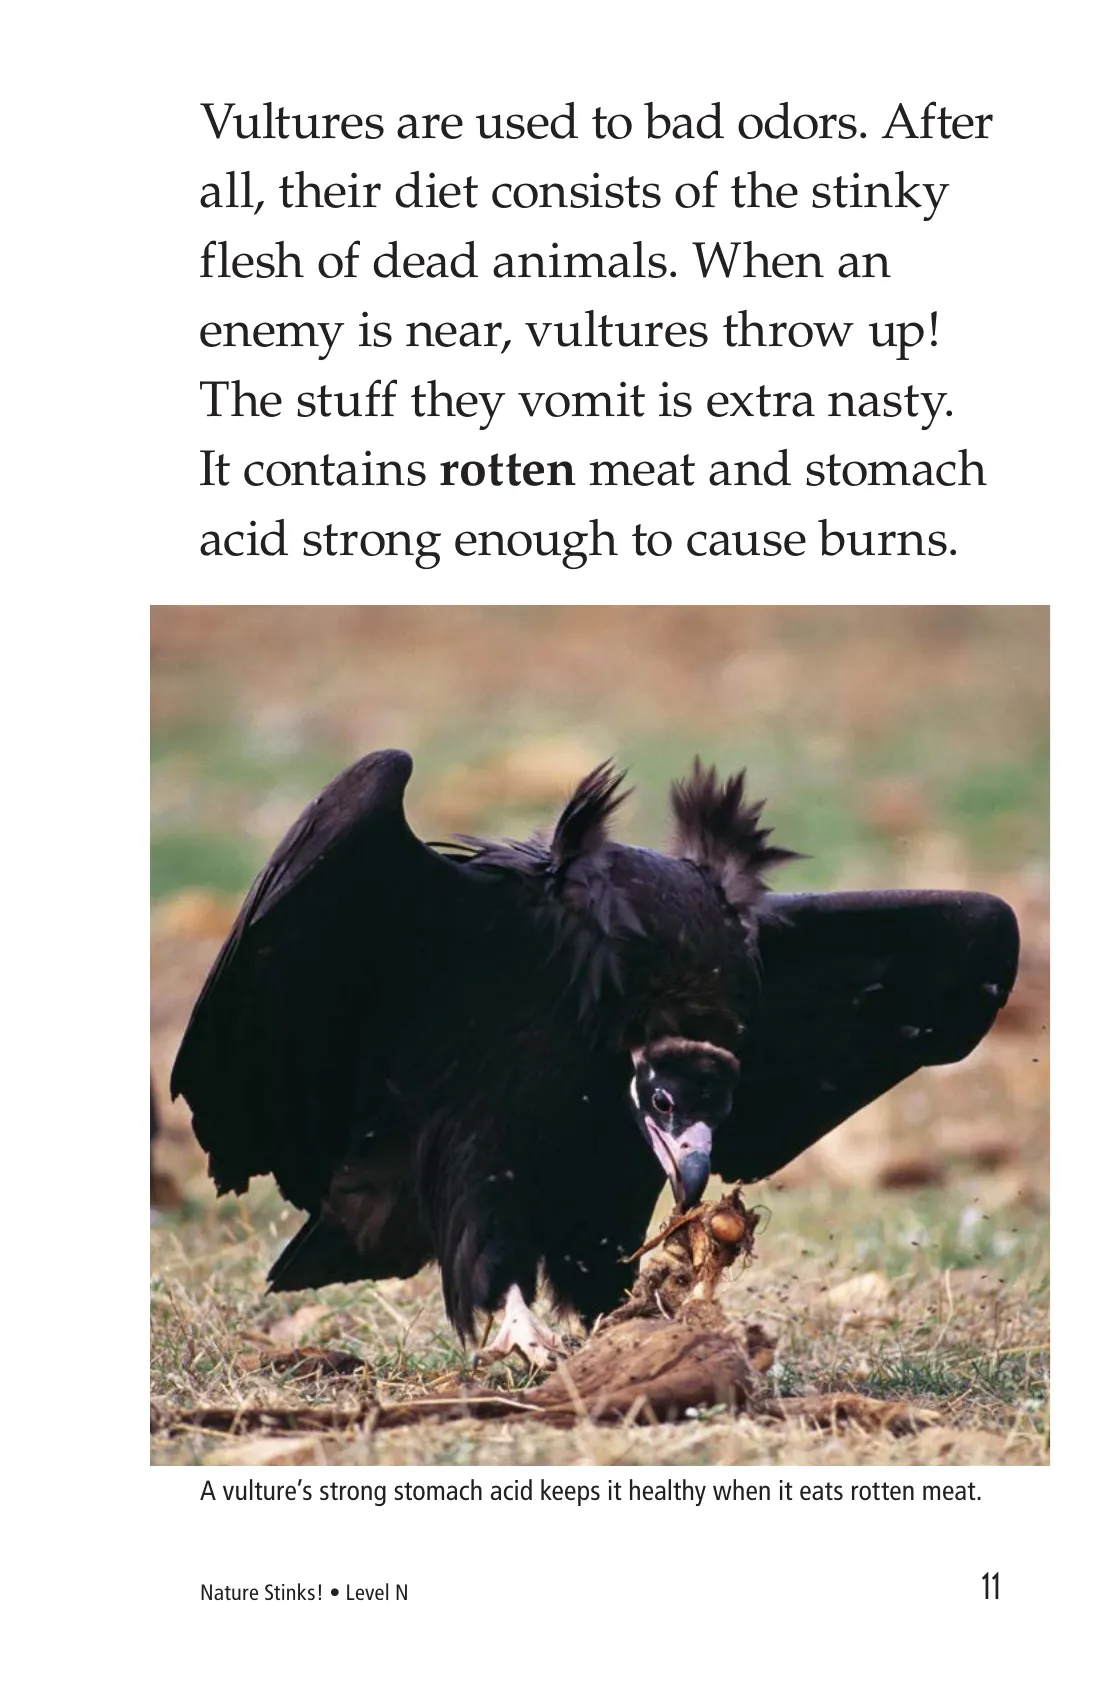 Vultures are used to bad odors. After
all, their diet consists of the stinky
flesh of dead animals. When an
enemy is near, vultures throw up!
The stuff they vomit is extra nasty.
It contains rotten meat and stomach
acid strong enough to cause burns.
A vulture's strong stomach acid keeps it healthy when it eats rotten meat.
Nature Stinks! • Level N
11